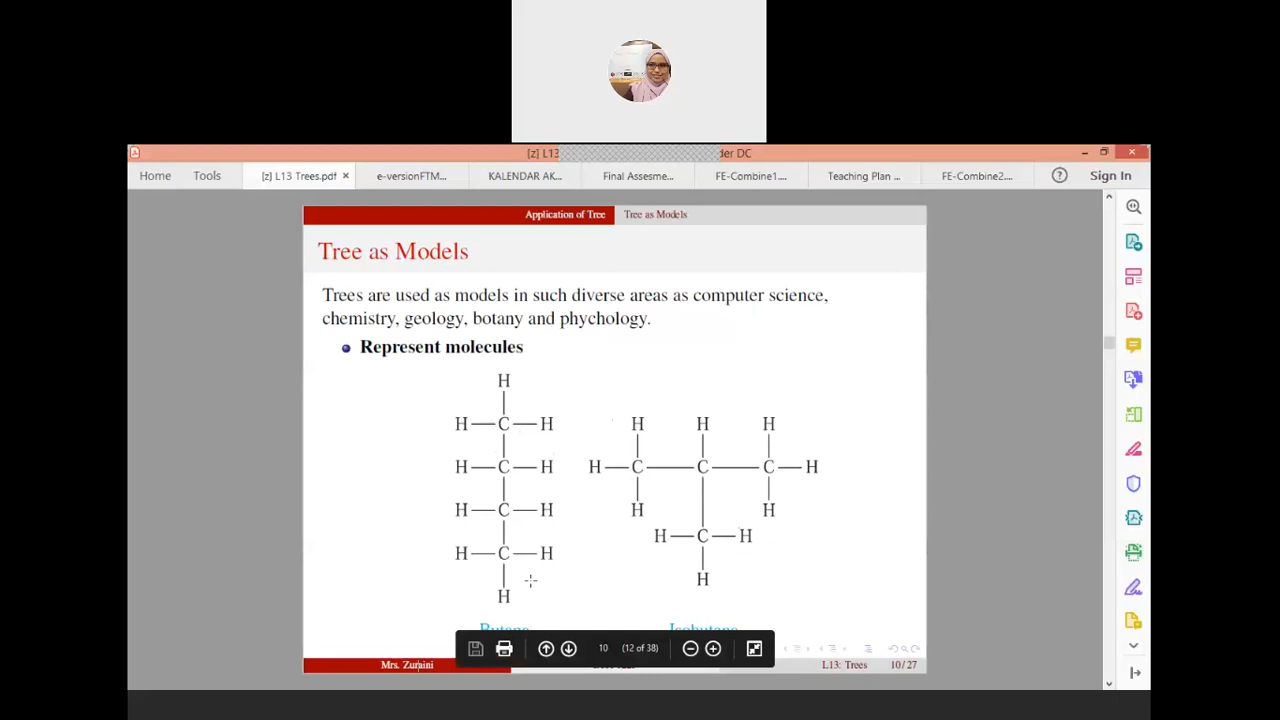 [z] L13 der DC
Home Tools [z] L13 Trees.pdf × e-versionFTM... KALENDAR AK... Final Assesme... FE-Combine1.... Teaching Plan ... FE-Combine2.... Sign In
Application of Tree Tree as Models
Tree as Models
Trees are used as models in such diverse areas as computer science,
chemistry, geology, botany and phychology.
Represent molecules
H
H C H H H H
H C H H C C C H
H C H H H
H C H H C H
H H
Butane Isobutane
10 (12 of 38)
Mrs. Zuraini L13: Trees 10/27